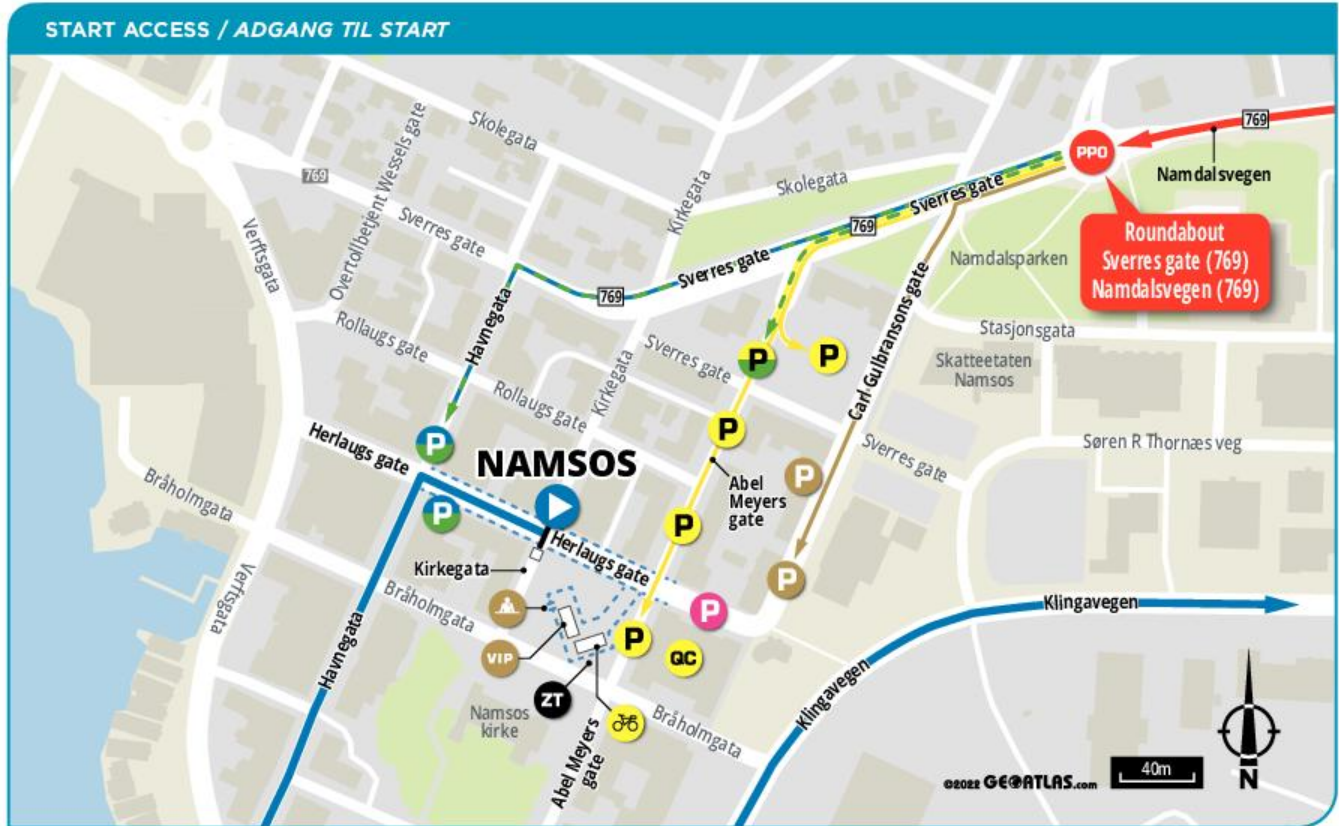 START ACCESS / ADGANG TIL START
769
Namdalsvegen
PPO
Roundabout
Sverres gate (769)
Namdalsvegen (769)
Skolegata
Skolegata
769
Overtollbetjent Wessels gate
Kirkegata
Sverres gate
Verftsgata
Sverres gate
769
Sverres gate
769
Namdalsparken
Havnegata
Rollaugs gate
Stasjonsgata
Carl Gulbransons gate
Sverres gate
P
P
Skatteetaten
Namsos
Kirkegata
Rollaugs gate
P
P
Herlaugs gate
NAMSOS
Sverres gate
Søren R Thornæs veg
Abel
Meyers
gate
P
Bråholmgata
P
P
Herlaugs gate
Kirkegata
P
Verftsgata
Bråholmgata
P
Klingavegen
VIP
P
QC
Havnegata
ZT
Namsos
kirke
Bråholmgata
Klingavegen
Abel Meyers
gate
©2022 GEOATLAS.com
40m
N